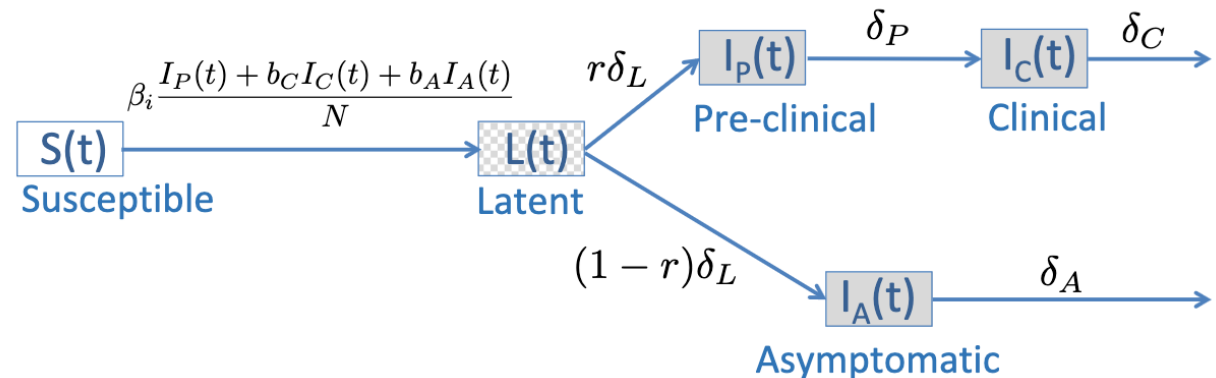 β_i (I_P(t) + b_C I_C(t) + b_A I_A(t)) / N
S(t)
Susceptible
L(t)
Latent
rδ_L
I_P(t)
Pre-clinical
δ_P
I_C(t)
Clinical
δ_C
(1 − r)δ_L
I_A(t)
Asymptomatic
δ_A